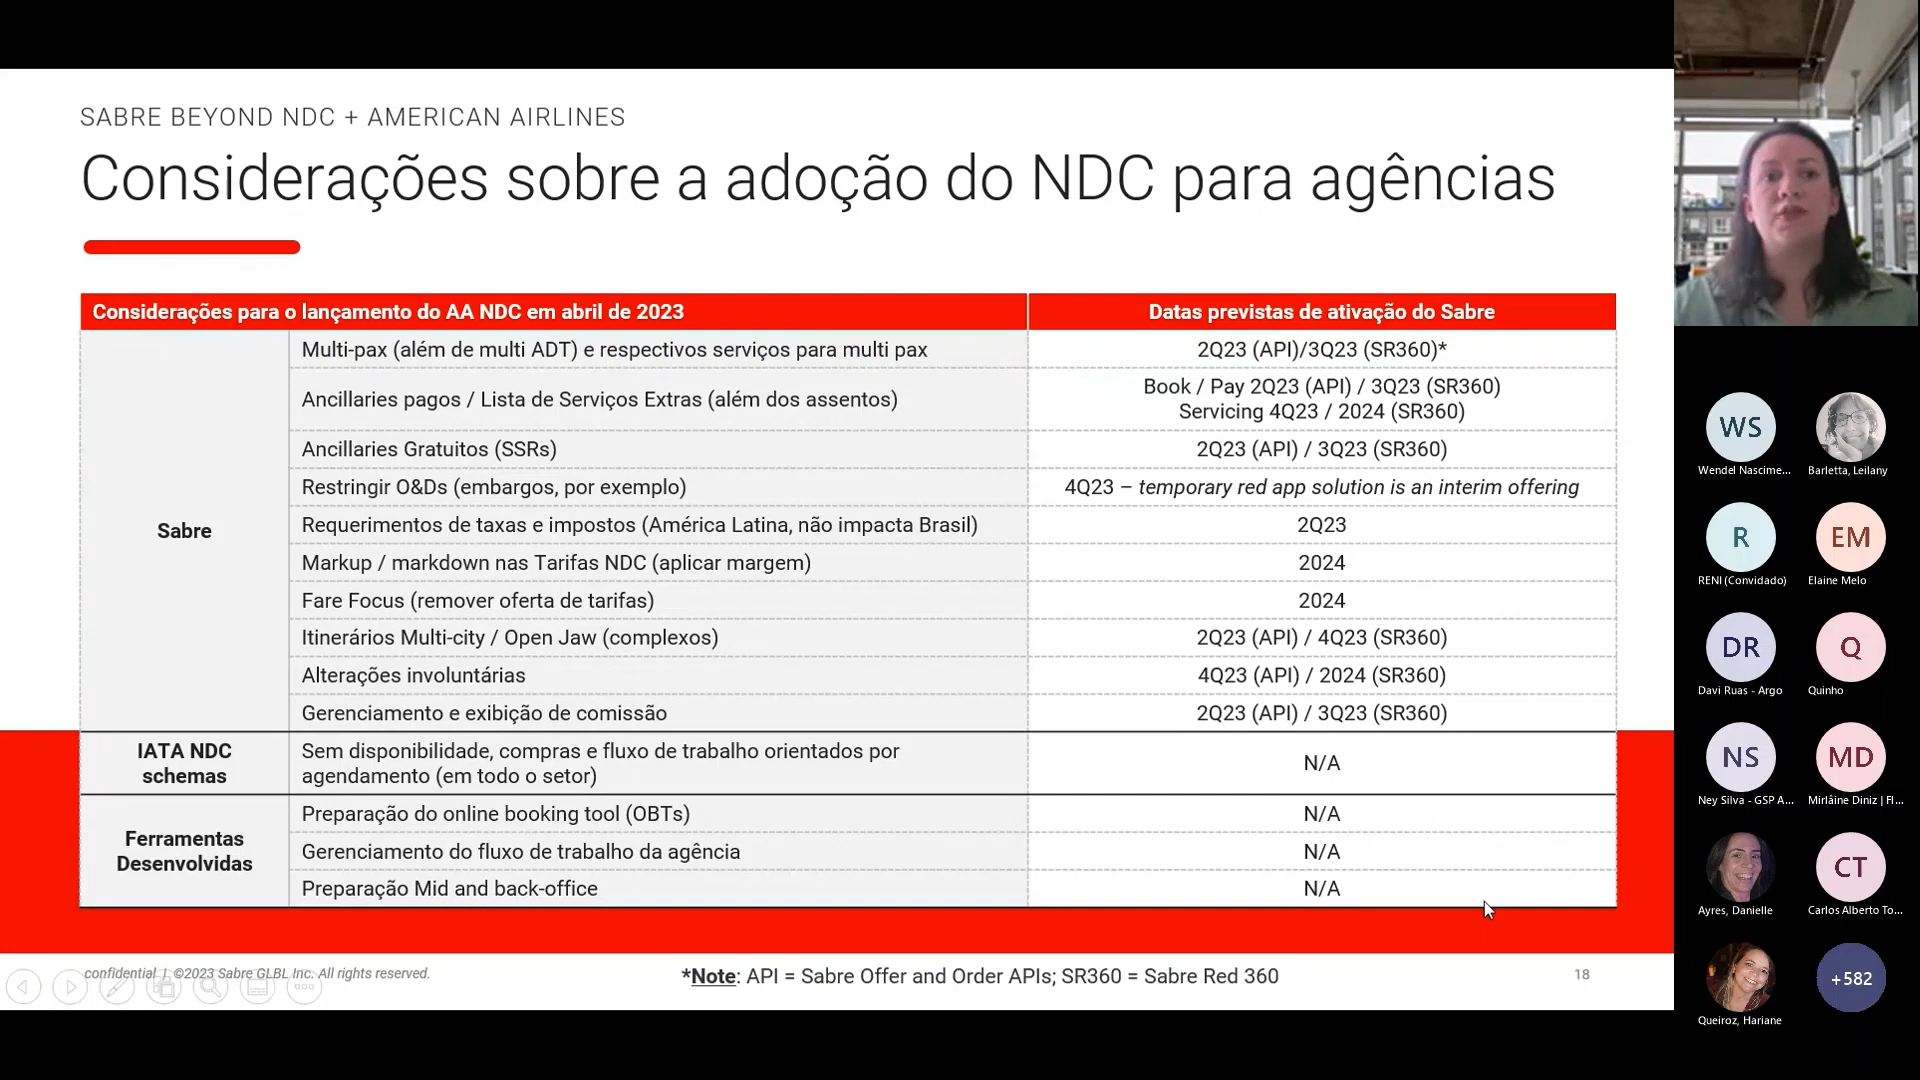 SABRE BEYOND NDC + AMERICAN AIRLINES
Considerações sobre a adoção do NDC para agências
Considerações para o lançamento do AA NDC em abril de 2023
Datas previstas de ativação do Sabre
Sabre
Multi-pax (além de multi ADT) e respectivos serviços para multi pax
2Q23 (API)/3Q23 (SR360)*
Ancillaries pagos / Lista de Serviços Extras (além dos assentos)
Book / Pay 2Q23 (API) / 3Q23 (SR360)
Servicing 4Q23 / 2024 (SR360)
Ancillaries Gratuitos (SSRs)
2Q23 (API) / 3Q23 (SR360)
Restringir O&Ds (embargos, por exemplo)
4Q23 – temporary red app solution is an interim offering
Requerimentos de taxas e impostos (América Latina, não impacta Brasil)
2Q23
Markup / markdown nas Tarifas NDC (aplicar margem)
2024
Fare Focus (remover oferta de tarifas)
2024
Itinerários Multi-city / Open Jaw (complexos)
2Q23 (API) / 4Q23 (SR360)
Alterações involuntárias
4Q23 (API) / 2024 (SR360)
Gerenciamento e exibição de comissão
2Q23 (API) / 3Q23 (SR360)
IATA NDC
schemas
Sem disponibilidade, compras e fluxo de trabalho orientados por
agendamento (em todo o setor)
N/A
Ferramentas
Desenvolvidas
Preparação do online booking tool (OBTs)
N/A
Gerenciamento do fluxo de trabalho da agência
N/A
Preparação Mid and back-office
N/A
confidential | ©2023 Sabre GLBL Inc. All rights reserved.
*Note: API = Sabre Offer and Order APIs; SR360 = Sabre Red 360
18
WS
Wendel Nascime...
Barletta, Leilany
R
RENI (Convidado)
EM
Elaine Melo
DR
Davi Ruas - Argo
Q
Quinho
NS
Ney Silva - GSP A...
MD
Mirlâine Diniz | Fl...
Ayres, Danielle
CT
Carlos Alberto To...
Queiroz, Hariane
+582